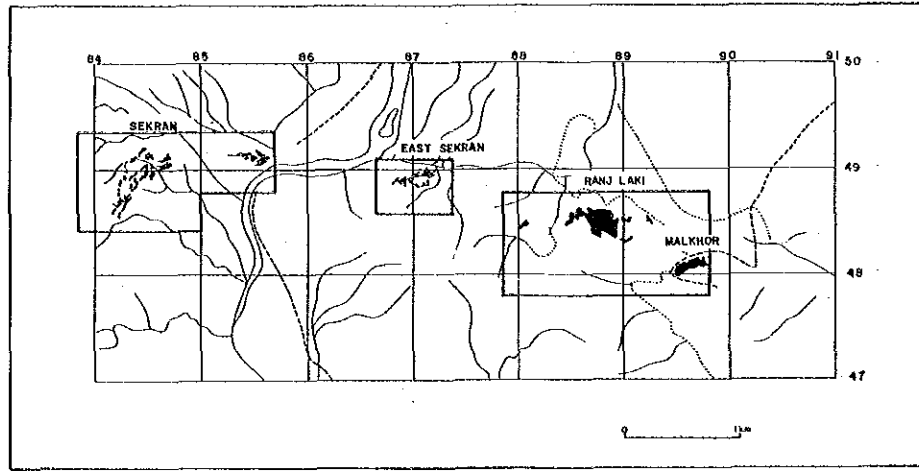 84 85 86 87 88 89 90 91
50
SEKRAN
EAST SEKRAN
49
RANJ LAKI
MALKHOR
48
47
0 1km